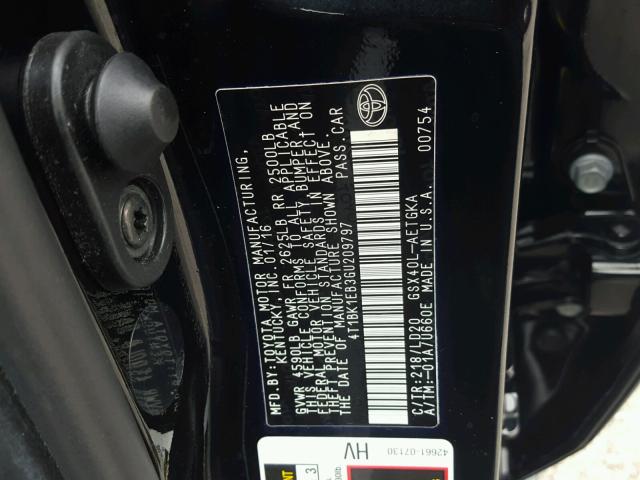 MFD.BY:TOYOTA MOTOR MANUFACTURING,
KENTUCKY, INC. 01/16
GVWR 4590LB GAWR FR 2625LB RR 2500LB
THIS VEHICLE CONFORMS TO ALL APPLICABLE
FEDERAL MOTOR VEHICLE SAFETY, BUMPER, AND
THEFT PREVENTION STANDARDS IN EFFECT ON
THE DATE OF MANUFACTURE SHOWN ABOVE.
4T1BK1EB3GU209797 PASS.CAR
C/TR:218/LD20 GSX40L-AETGKA
A/TM:-01A/U660E MADE IN U.S.A. 00754
42661-07130
HV